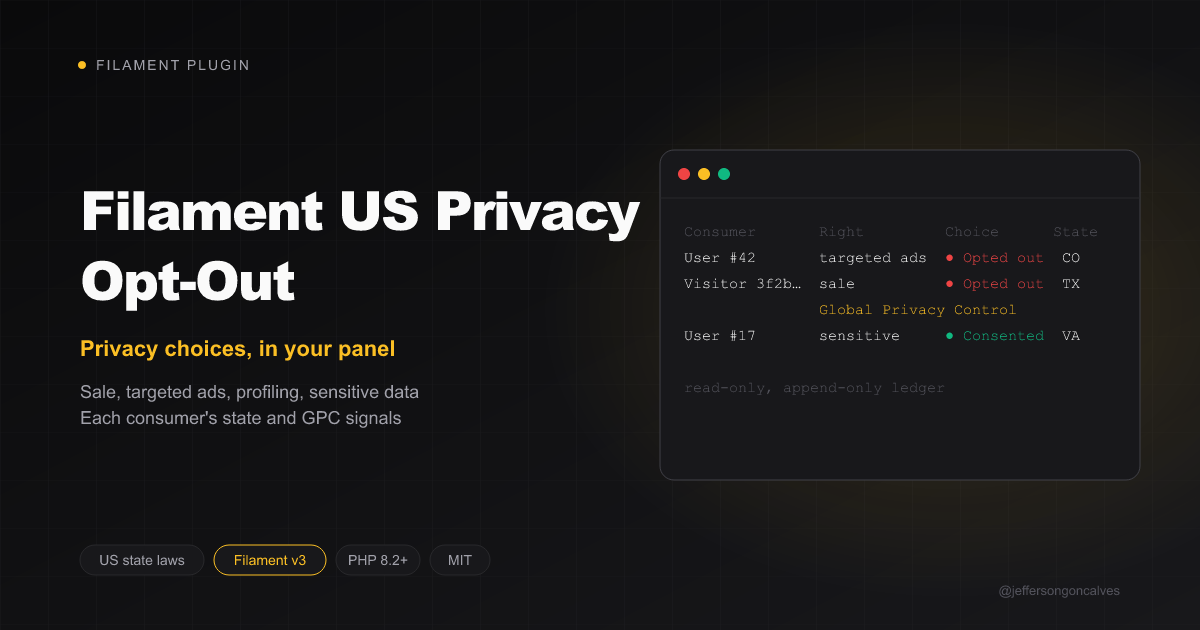 FILAMENT PLUGIN
Filament US Privacy
Opt-Out
Privacy choices, in your panel
Sale, targeted ads, profiling, sensitive data
Each consumer's state and GPC signals
Consumer Right Choice State
User #42 targeted ads Opted out CO
Visitor 3f2b… sale Opted out TX
Global Privacy Control
User #17 sensitive Consented VA
read-only, append-only ledger
US state laws Filament v3 PHP 8.2+ MIT
@jeffersongoncalves